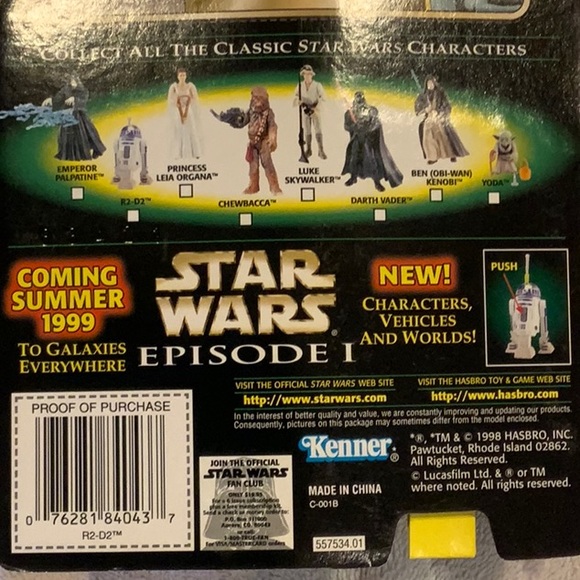 COLLECT ALL THE CLASSIC STAR WARS CHARACTERS
EMPEROR
PALPATINE™
R2-D2™
PRINCESS
LEIA ORGANA™
CHEWBACCA™
LUKE
SKYWALKER™
DARTH VADER™
BEN (OBI-WAN)
KENOBI™
YODA™
COMING
SUMMER
1999
TO GALAXIES
EVERYWHERE
STAR
WARS®
EPISODE I
NEW!
CHARACTERS,
VEHICLES
AND WORLDS!
PUSH
VISIT THE OFFICIAL STAR WARS WEB SITE
http://www.starwars.com
VISIT THE HASBRO TOY & GAME WEB SITE
http://www.hasbro.com
In the interest of better quality and value, we are constantly improving and updating our products.
Consequently, pictures on this package may sometimes differ from the model enclosed.
PROOF OF PURCHASE
0 76281 84043 7
R2-D2™
JOIN THE OFFICIAL
STAR WARS
FAN CLUB
Kenner®
MADE IN CHINA
C-001B
557534.01
*®, *TM & © 1998 HASBRO, INC.
Pawtucket, Rhode Island 02862.
All Rights Reserved.
© Lucasfilm Ltd. & ® or TM
where noted. All rights reserved.